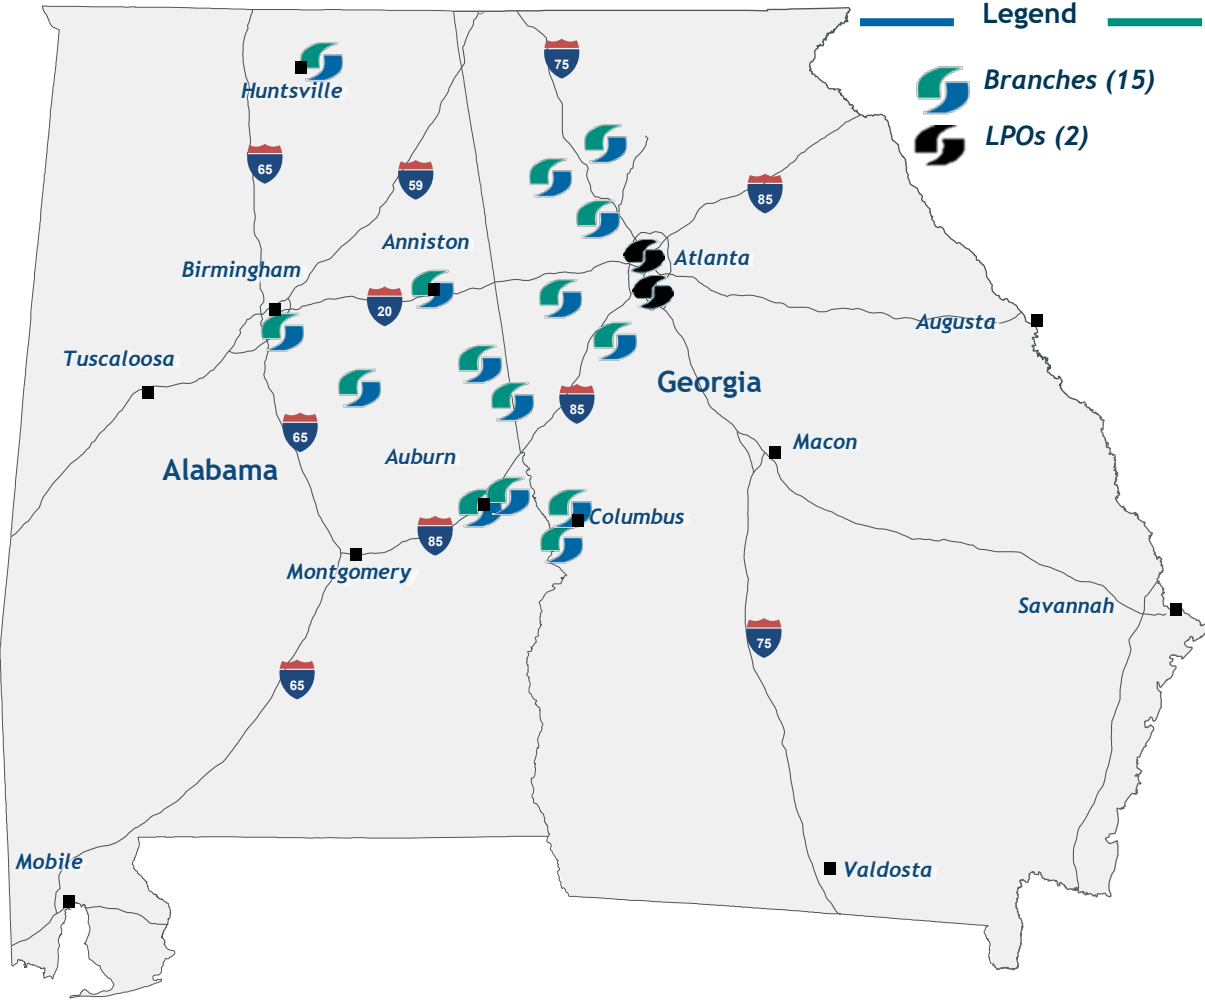 Legend
Branches (15)
LPOs (2)
75
Huntsville
65
59
85
Anniston
Atlanta
Birmingham
20
Augusta
Tuscaloosa
Georgia
85
65
Macon
Auburn
Alabama
Columbus
85
Montgomery
Savannah
75
65
Mobile
Valdosta